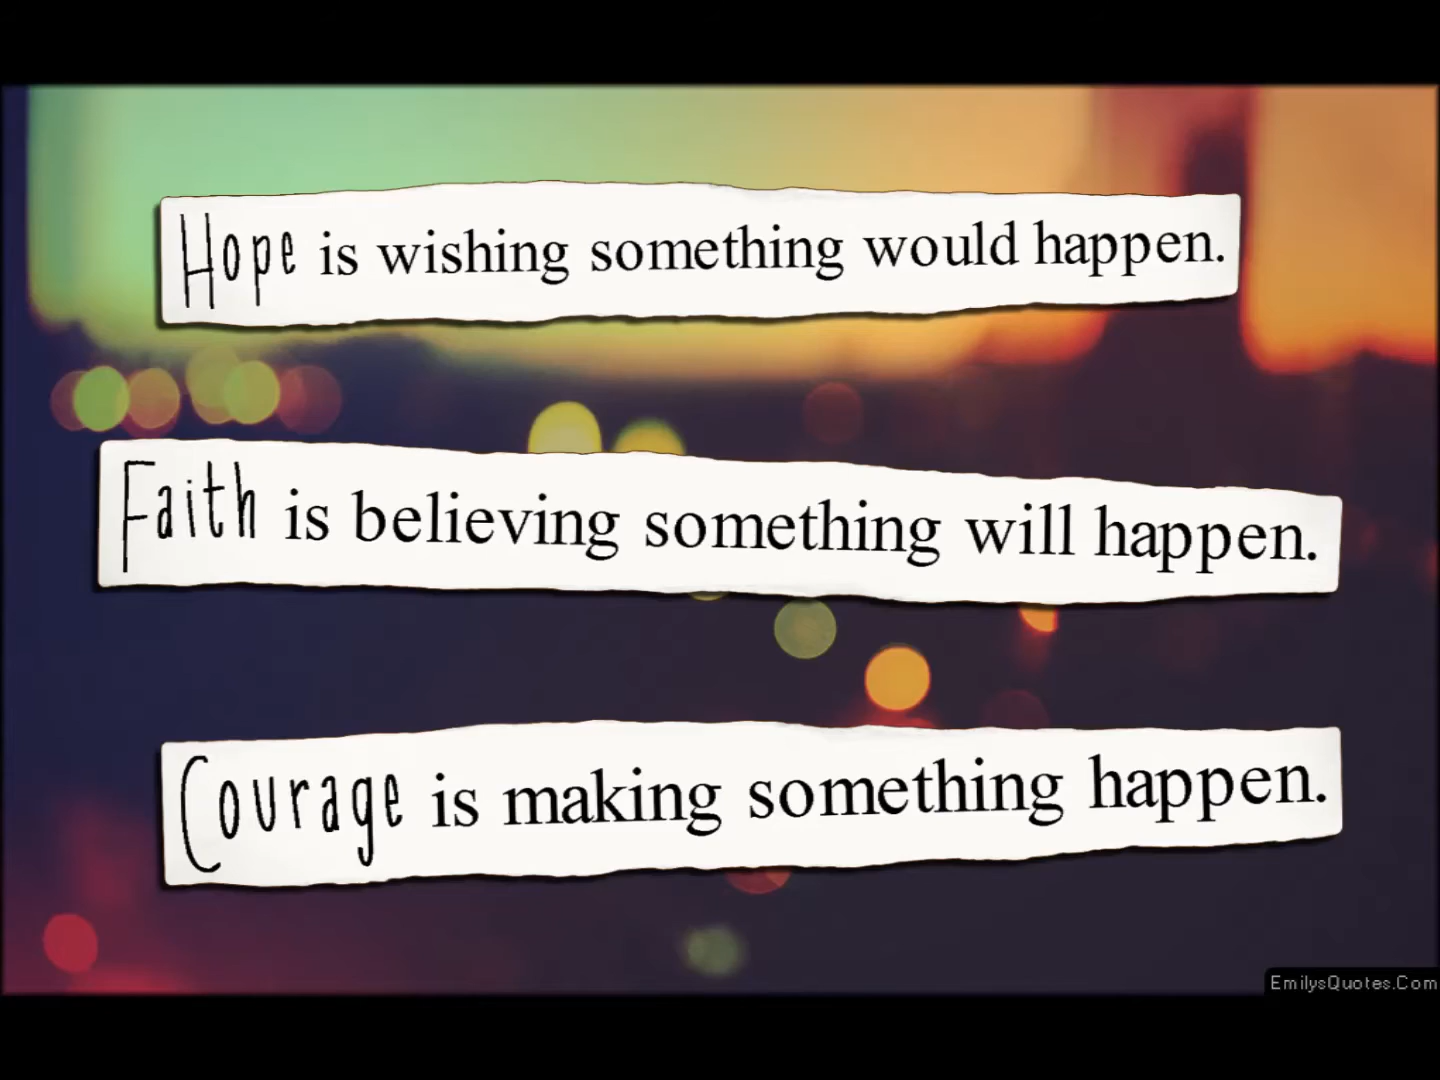 Hope is wishing something would happen.
Faith is believing something will happen.
Courage is making something happen.
EmilysQuotes.Com